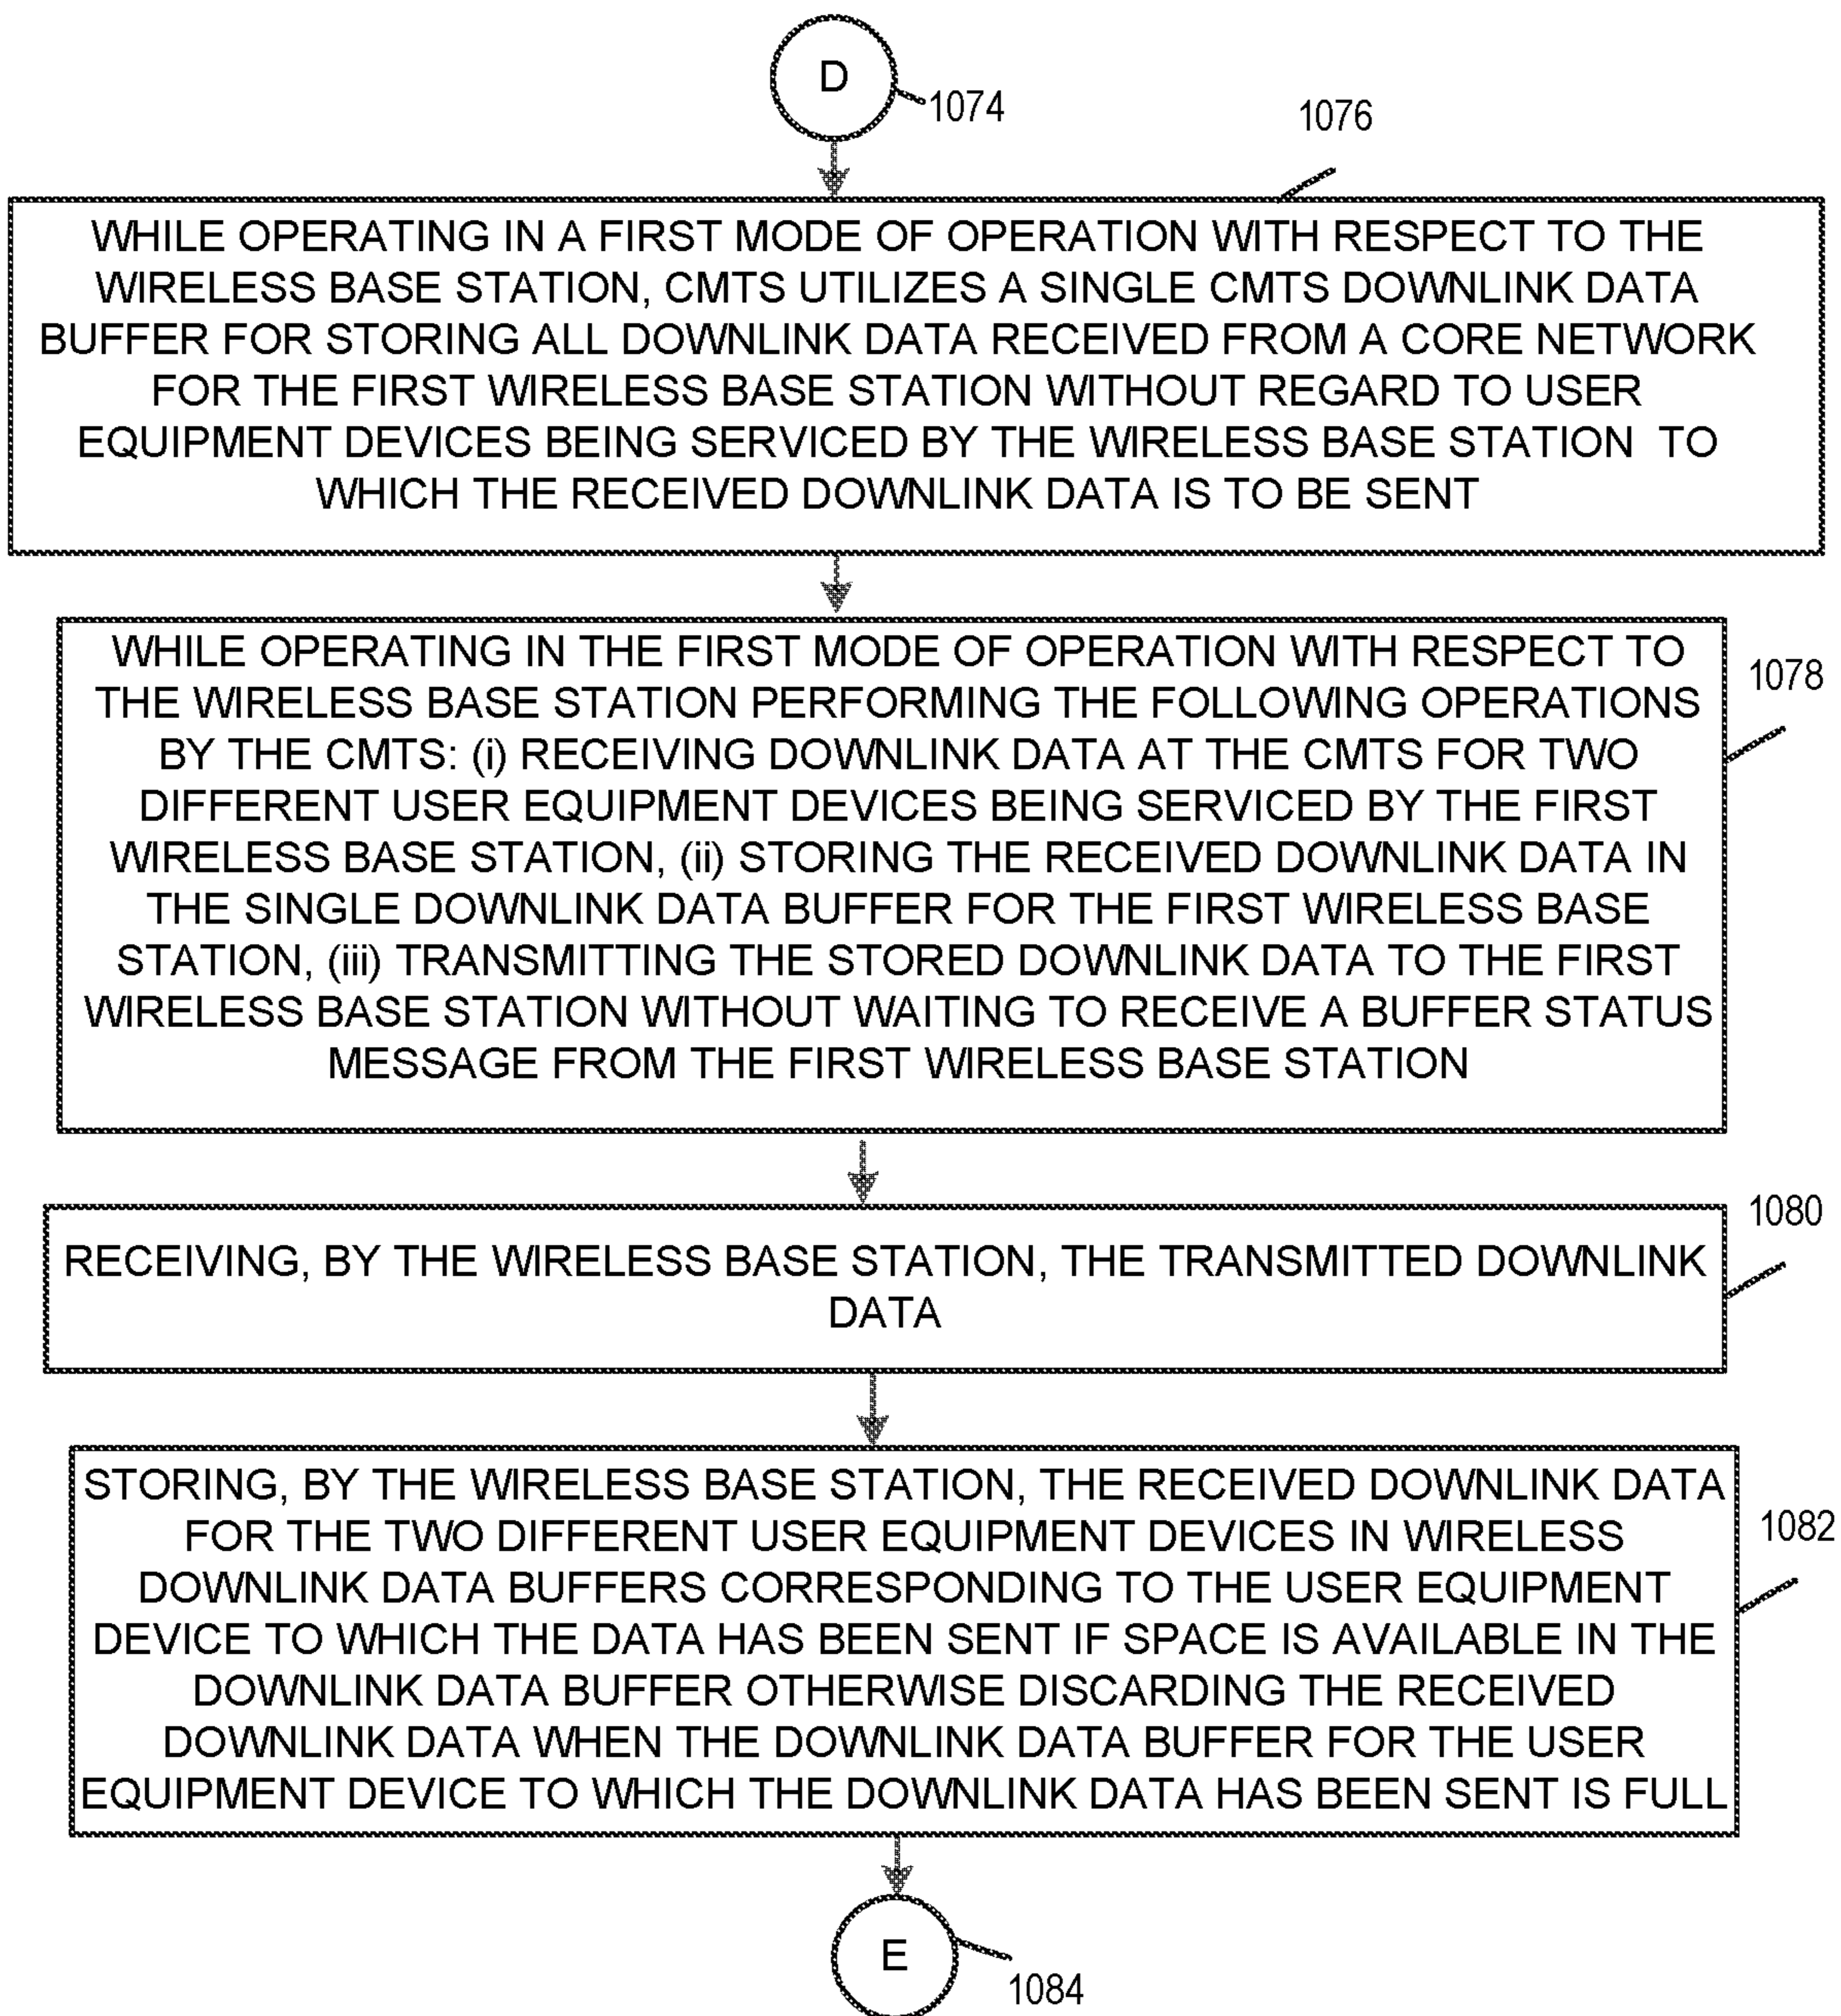 D
1074
1076
WHILE OPERATING IN A FIRST MODE OF OPERATION WITH RESPECT TO THE
WIRELESS BASE STATION, CMTS UTILIZES A SINGLE CMTS DOWNLINK DATA
BUFFER FOR STORING ALL DOWNLINK DATA RECEIVED FROM A CORE NETWORK
FOR THE FIRST WIRELESS BASE STATION WITHOUT REGARD TO USER
EQUIPMENT DEVICES BEING SERVICED BY THE WIRELESS BASE STATION TO
WHICH THE RECEIVED DOWNLINK DATA IS TO BE SENT
WHILE OPERATING IN THE FIRST MODE OF OPERATION WITH RESPECT TO
THE WIRELESS BASE STATION PERFORMING THE FOLLOWING OPERATIONS
BY THE CMTS: (i) RECEIVING DOWNLINK DATA AT THE CMTS FOR TWO
DIFFERENT USER EQUIPMENT DEVICES BEING SERVICED BY THE FIRST
WIRELESS BASE STATION, (ii) STORING THE RECEIVED DOWNLINK DATA IN
THE SINGLE DOWNLINK DATA BUFFER FOR THE FIRST WIRELESS BASE
STATION, (iii) TRANSMITTING THE STORED DOWNLINK DATA TO THE FIRST
WIRELESS BASE STATION WITHOUT WAITING TO RECEIVE A BUFFER STATUS
MESSAGE FROM THE FIRST WIRELESS BASE STATION
1078
RECEIVING, BY THE WIRELESS BASE STATION, THE TRANSMITTED DOWNLINK
DATA
1080
STORING, BY THE WIRELESS BASE STATION, THE RECEIVED DOWNLINK DATA
FOR THE TWO DIFFERENT USER EQUIPMENT DEVICES IN WIRELESS
DOWNLINK DATA BUFFERS CORRESPONDING TO THE USER EQUIPMENT
DEVICE TO WHICH THE DATA HAS BEEN SENT IF SPACE IS AVAILABLE IN THE
DOWNLINK DATA BUFFER OTHERWISE DISCARDING THE RECEIVED
DOWNLINK DATA WHEN THE DOWNLINK DATA BUFFER FOR THE USER
EQUIPMENT DEVICE TO WHICH THE DOWNLINK DATA HAS BEEN SENT IS FULL
1082
E
1084